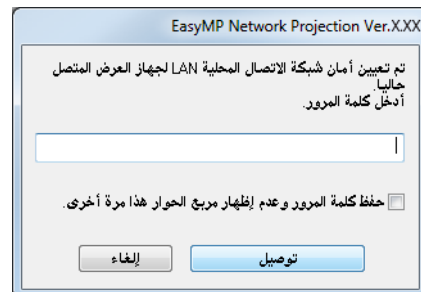 EasyMP Network Projection Ver.X.XX
تم تعيين أمان شبكة الاتصال المحلية LAN لجهاز العرض المتصل
حاليا.
أدخل كلمة المرور.
حفظ كلمة المرور وعدم إظهار مربع الحوار هذا مرة أخرى.
توصيل
إلغاء